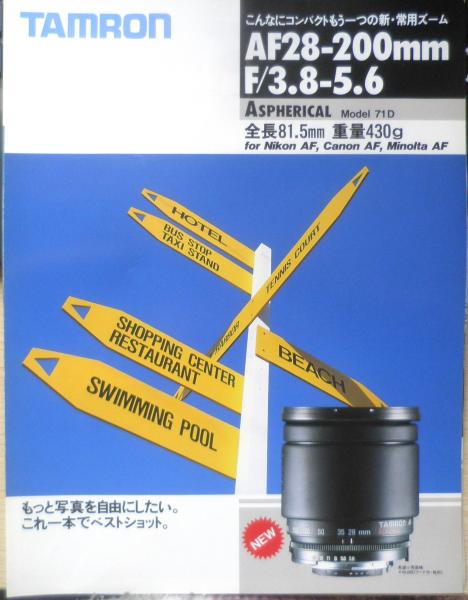 TAMRON
こんなにコンパクトもう一つの新・常用ズーム
AF28-200mm
F/3.8-5.6
ASPHERICAL Model 71D
全長81.5mm 重量430g
for Nikon AF, Canon AF, Minolta AF
HOTEL
BUS STOP
TAXI STAND
TENNIS COURT
SHOPPING CENTER
RESTAURANT
BEACH
SWIMMING POOL
もっと写真を自由にしたい。
これ一本でベストショット。
NEW
50 35 28 mm
TAMRON